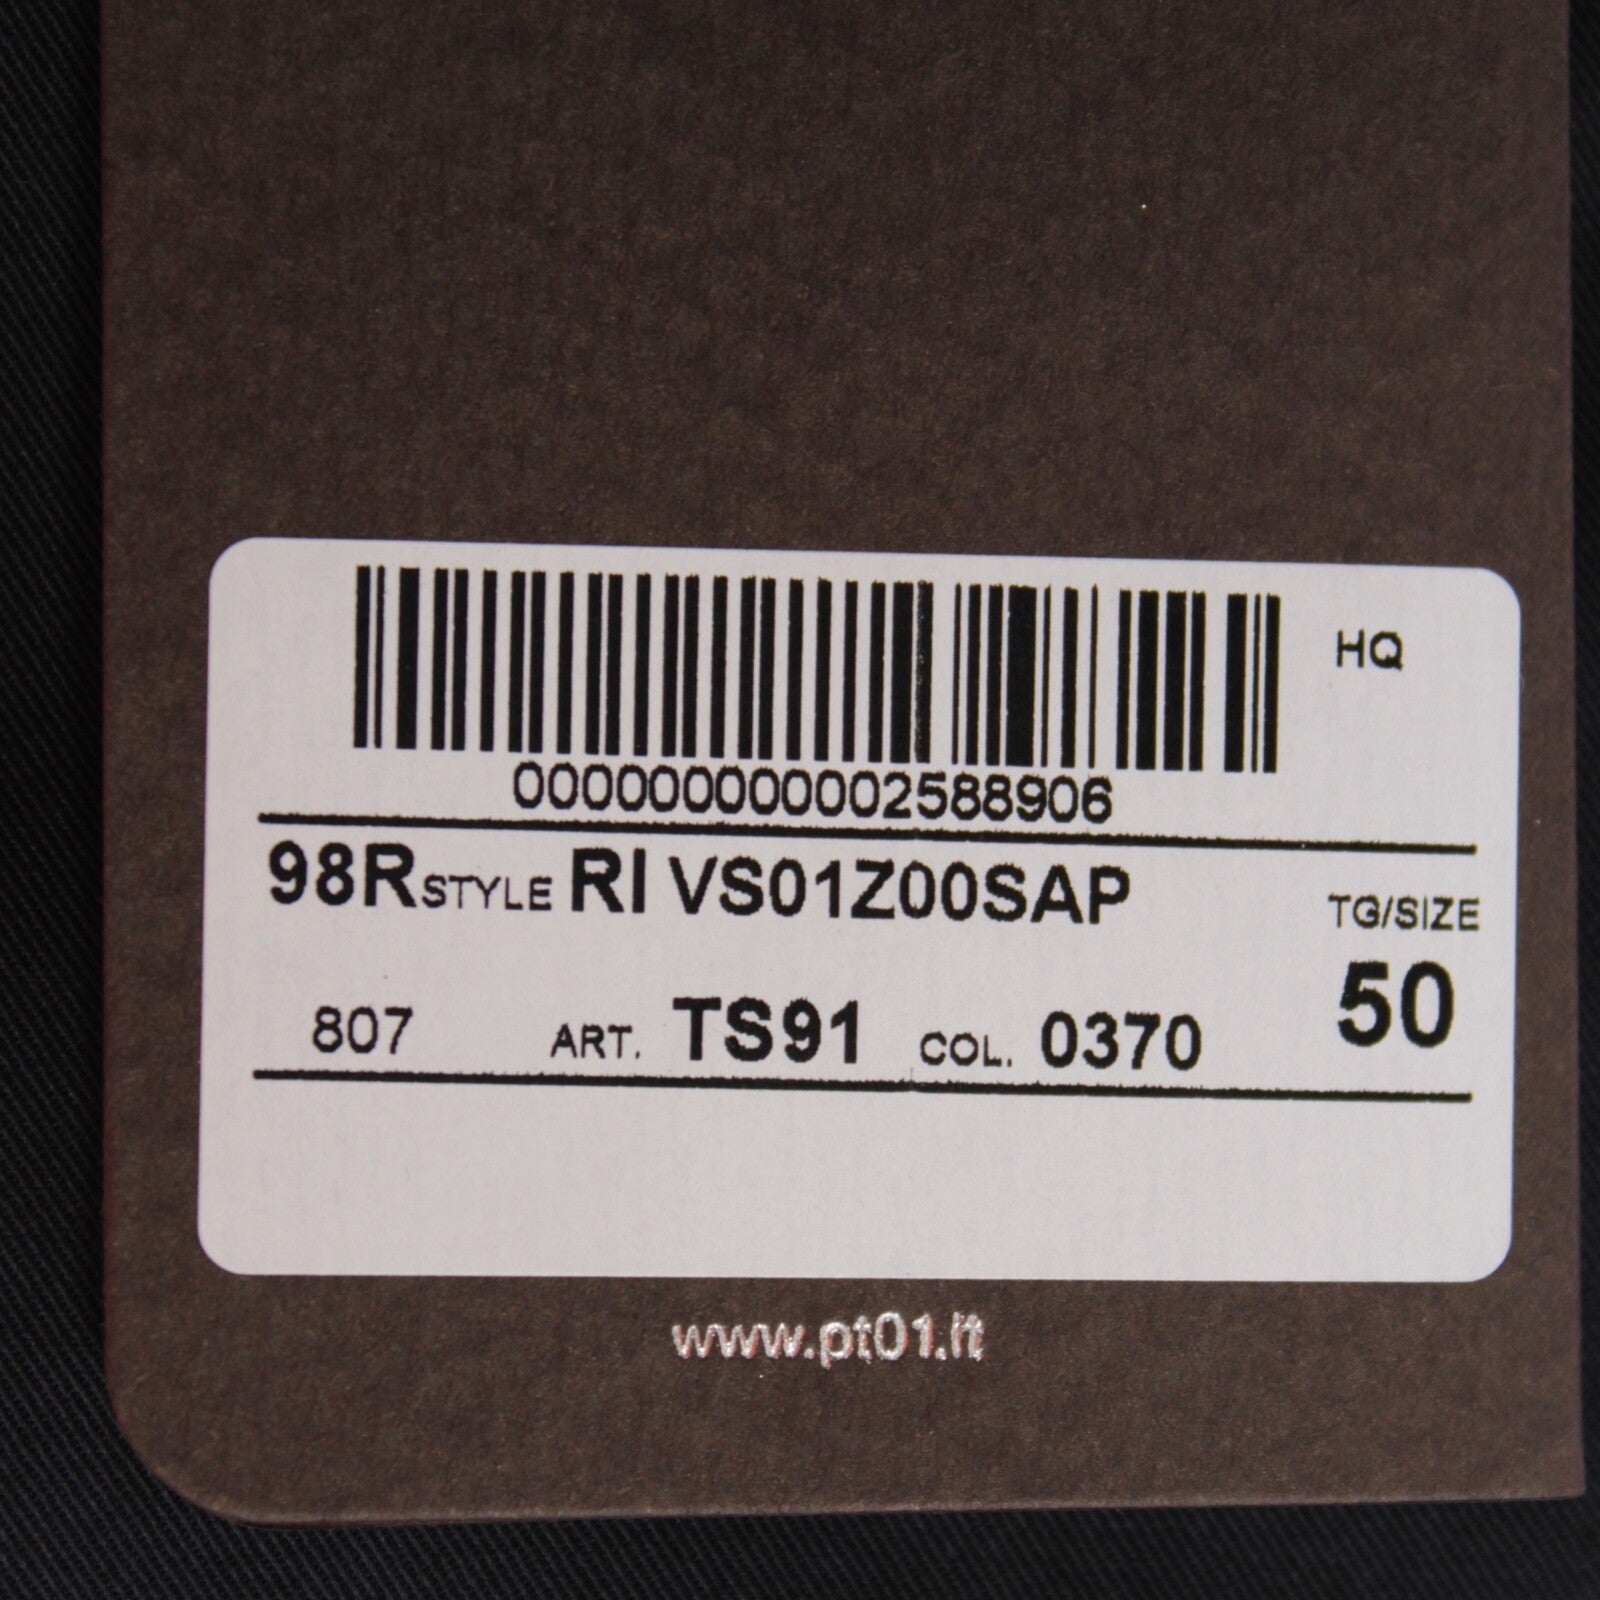 HQ
000000000002588906
98R STYLE RI VS01Z00SAP
TG/SIZE
50
807 ART. TS91 COL. 0370
www.pt01.it